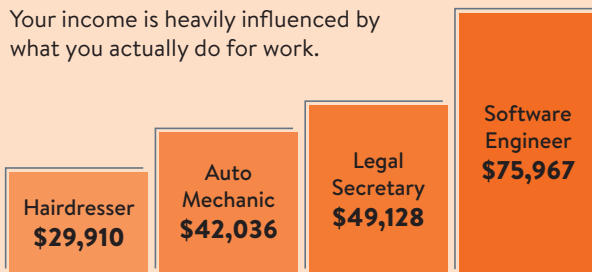 Your income is heavily influenced by
what you actually do for work.
Hairdresser
$29,910
Auto
Mechanic
$42,036
Legal
Secretary
$49,128
Software
Engineer
$75,967